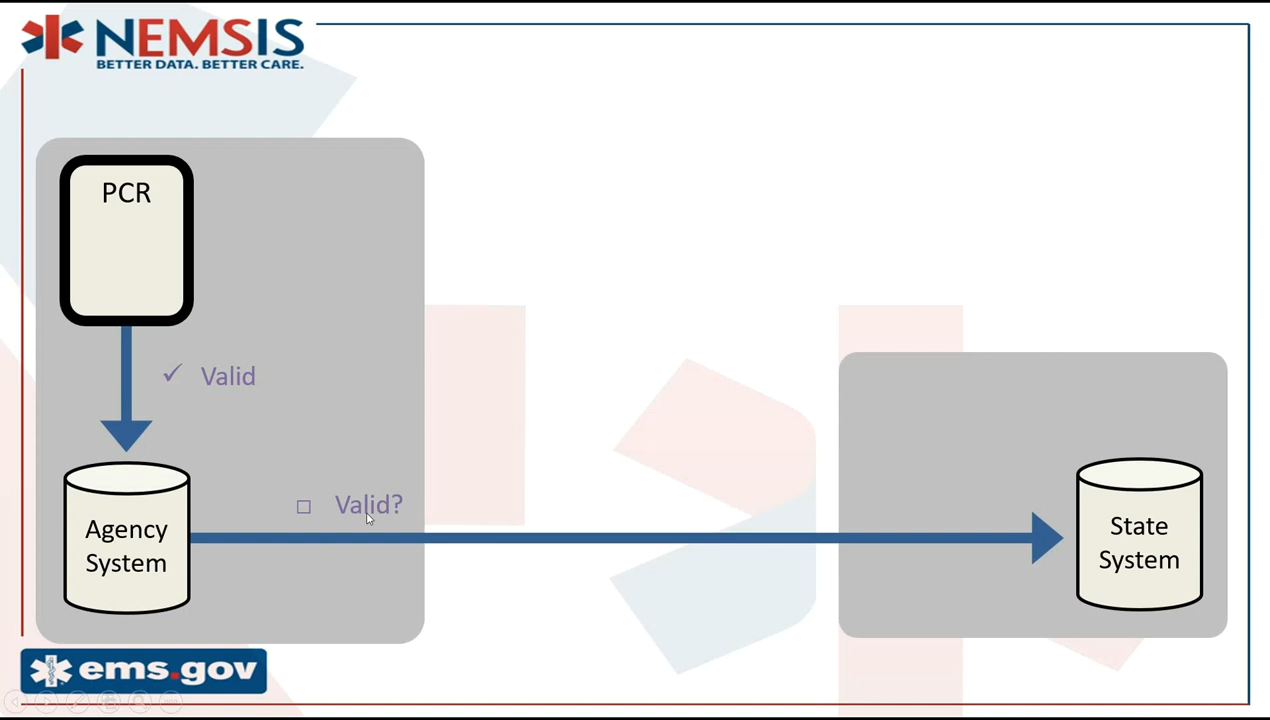 NEMSIS
BETTER DATA. BETTER CARE.
PCR
✓ Valid
□ Valid?
Agency
System
State
System
ems.gov